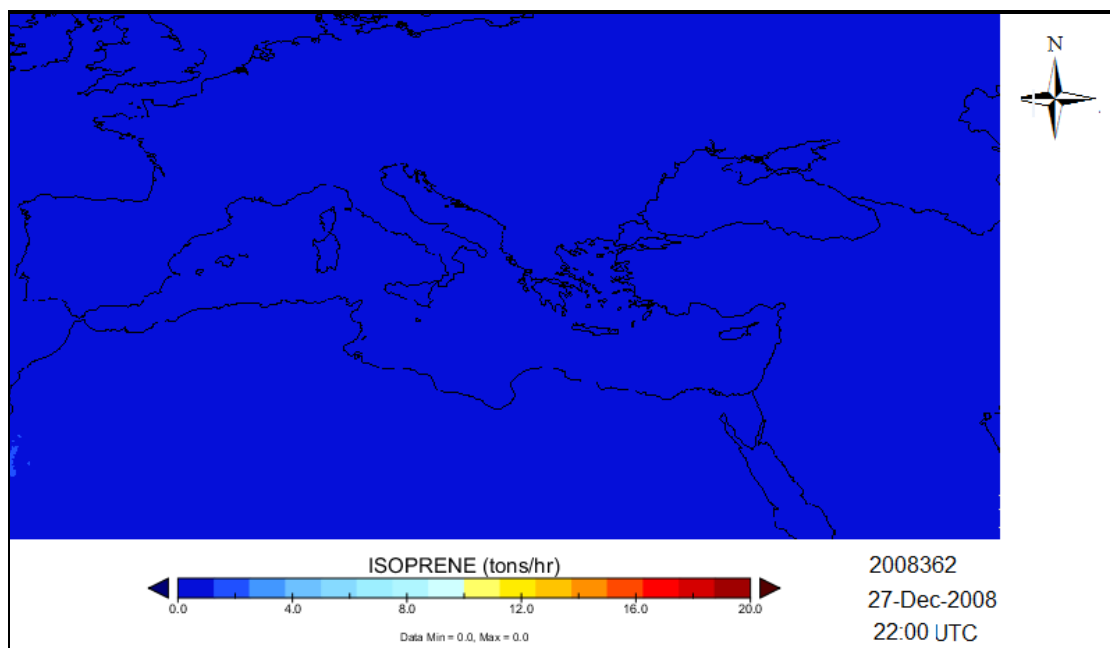 N
ISOPRENE (tons/hr)
0.0 4.0 8.0 12.0 16.0 20.0
Data Min = 0.0, Max = 0.0
2008362
27-Dec-2008
22:00 UTC